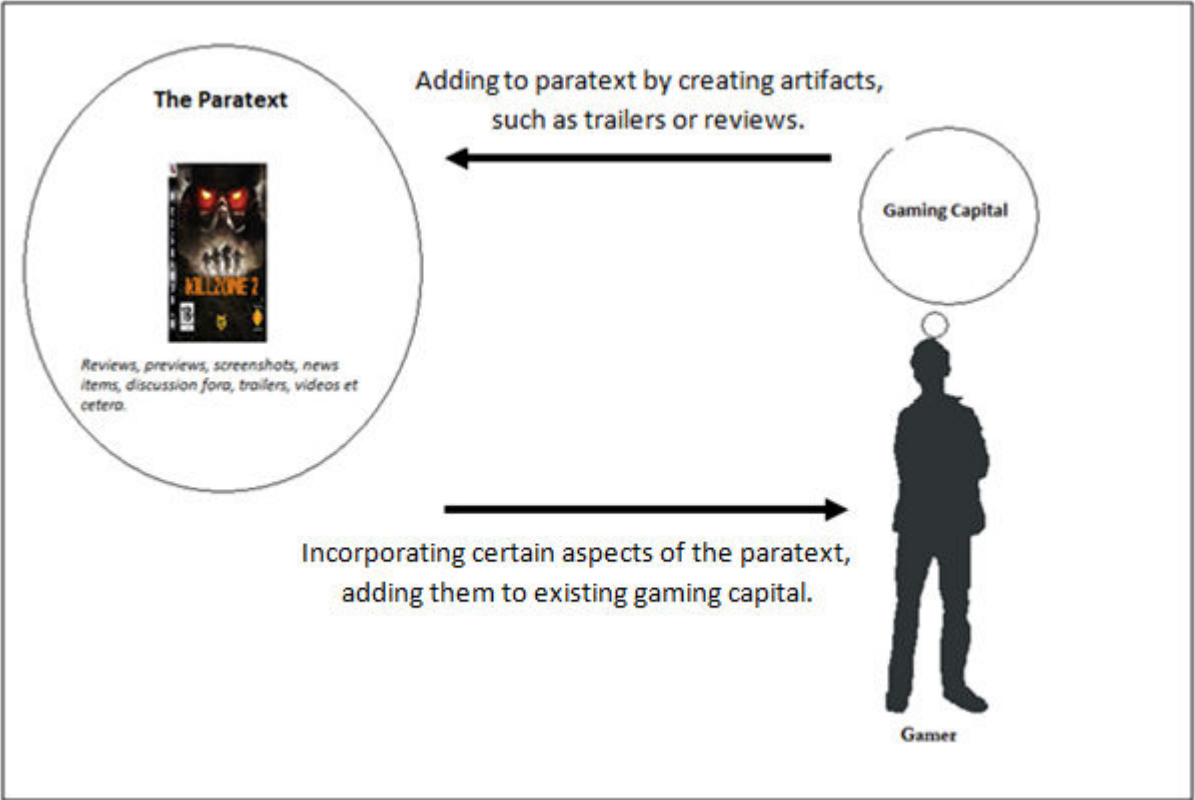 The Paratext
KILLZONE 2
18
Reviews, previews, screenshots, news
items, discussion fora, trailers, videos et
cetera.
Adding to paratext by creating artifacts,
such as trailers or reviews.
Gaming Capital
Incorporating certain aspects of the paratext,
adding them to existing gaming capital.
Gamer